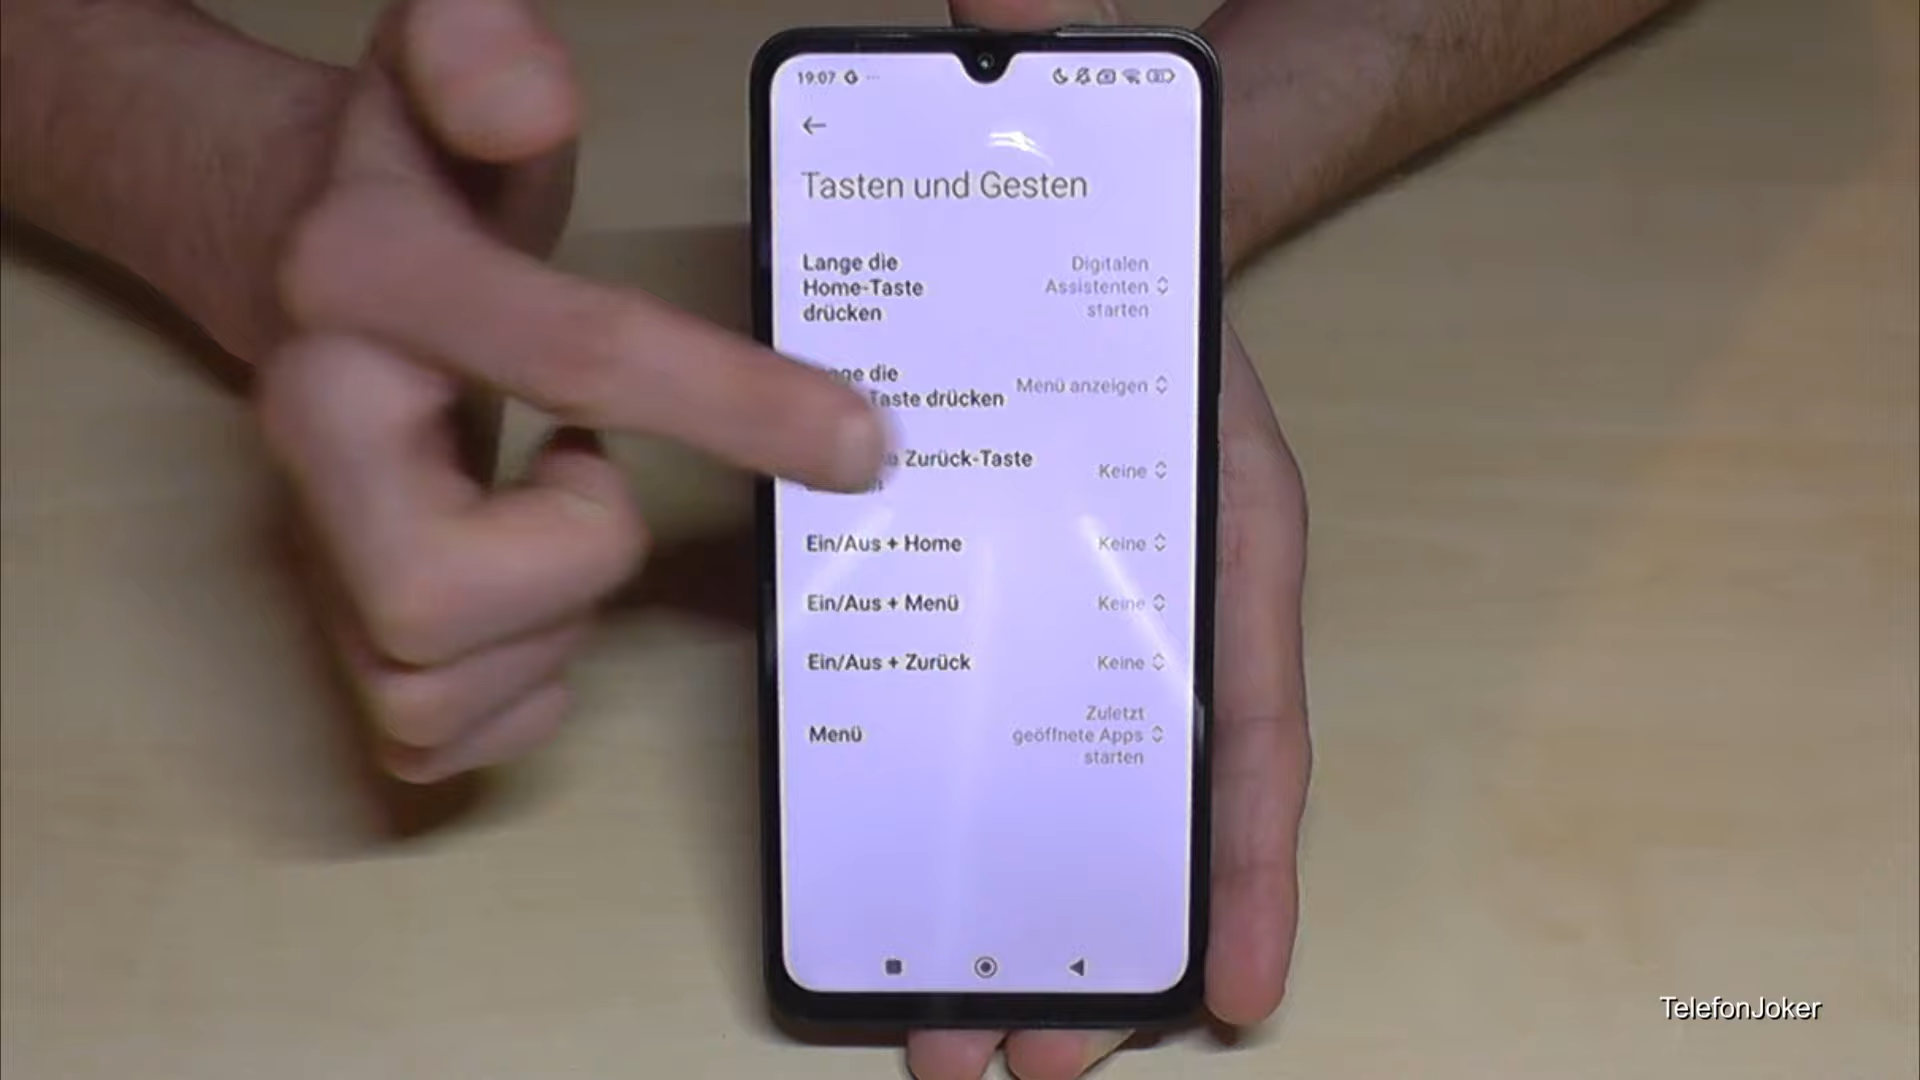 19:07 G ...
Tasten und Gesten
Lange die
Home-Taste
drücken
Digitalen
Assistenten
starten
die
Taste drücken
Menü anzeigen
Zurück-Taste
Keine
Ein/Aus + Home
Keine
Ein/Aus + Menü
Keine
Ein/Aus + Zurück
Keine
Menü
Zuletzt
geöffnete Apps
starten
TelefonJoker